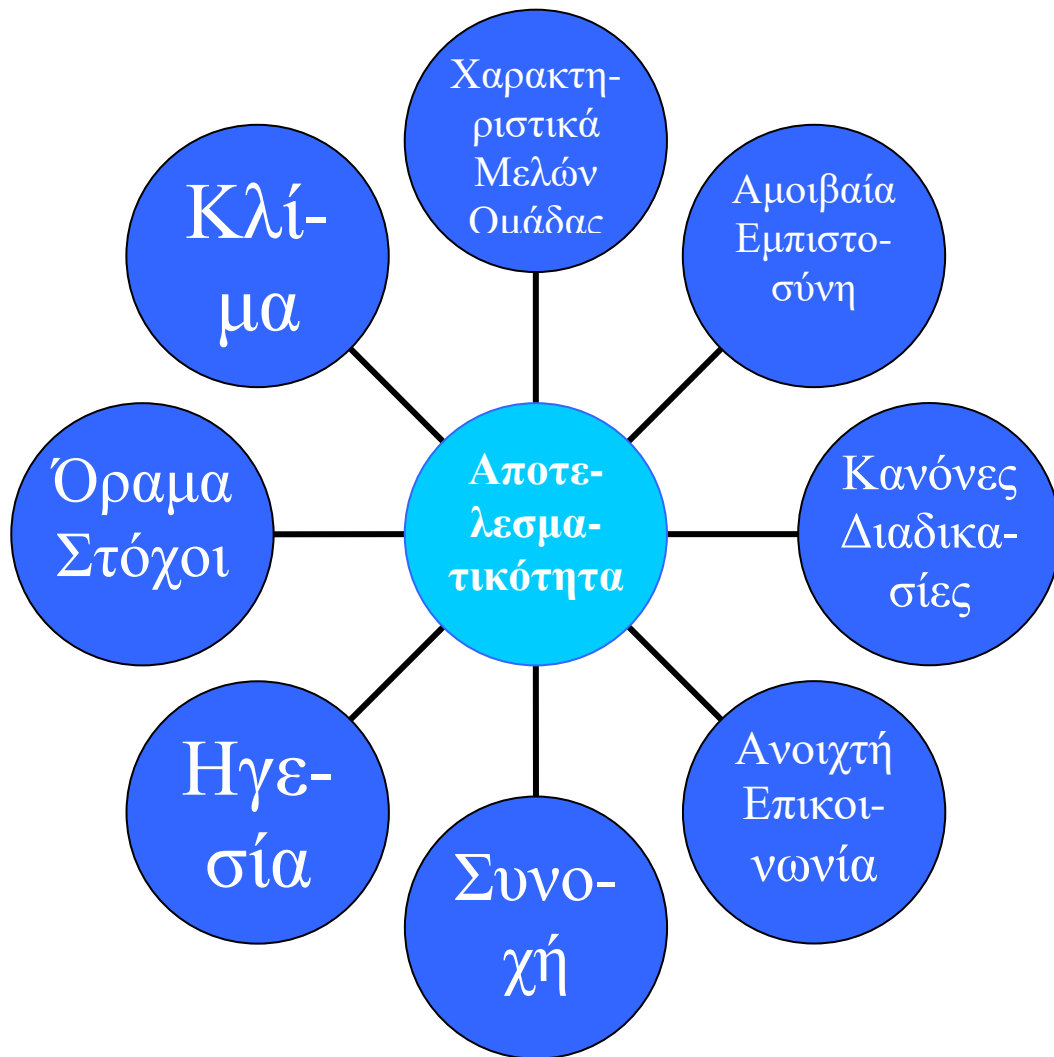 Χαρακτη-
ριστικά
Μελών
Ομάδας
Αμοιβαία
Εμπιστο-
σύνη
Κανόνες
Διαδικα-
σίες
Ανοιχτή
Επικοι-
νωνία
Συνο-
χή
Ηγε-
σία
Όραμα
Στόχοι
Κλί-
μα
Αποτε-
λεσμα-
τικότητα